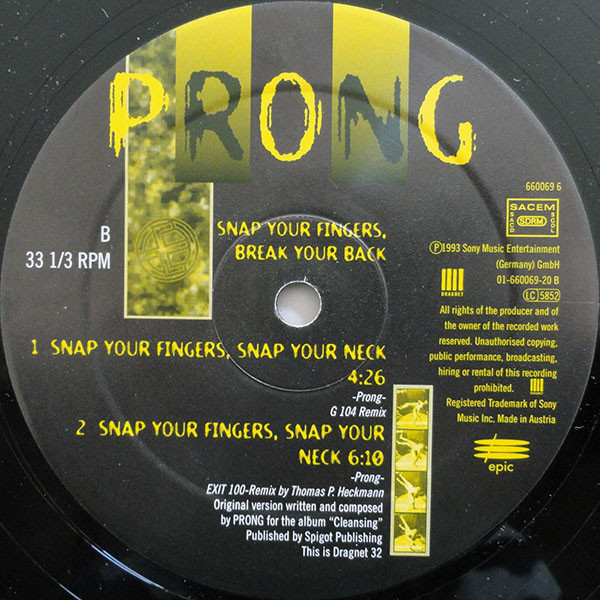 PRONG
660069 6
SACEM
SACD SDRM SGDL
B
33 1/3 RPM
SNAP YOUR FINGERS,
BREAK YOUR BACK
℗1993 Sony Music Entertainment
(Germany) GmbH
01-660069-20 B
DRAGNET
LC 5852
All rights of the producer and of
the owner of the recorded work
reserved. Unauthorised copying,
public performance, broadcasting,
hiring or rental of this recording
prohibited.
DRAGNET
Registered Trademark of Sony
Music Inc. Made in Austria
epic
1 SNAP YOUR FINGERS, SNAP YOUR NECK
4:26
-Prong-
G 104 Remix
2 SNAP YOUR FINGERS, SNAP YOUR
NECK 6:10
-Prong-
EXIT 100-Remix by Thomas P. Heckmann
Original version written and composed
by PRONG for the album "Cleansing"
Published by Spigot Publishing
This is Dragnet 32